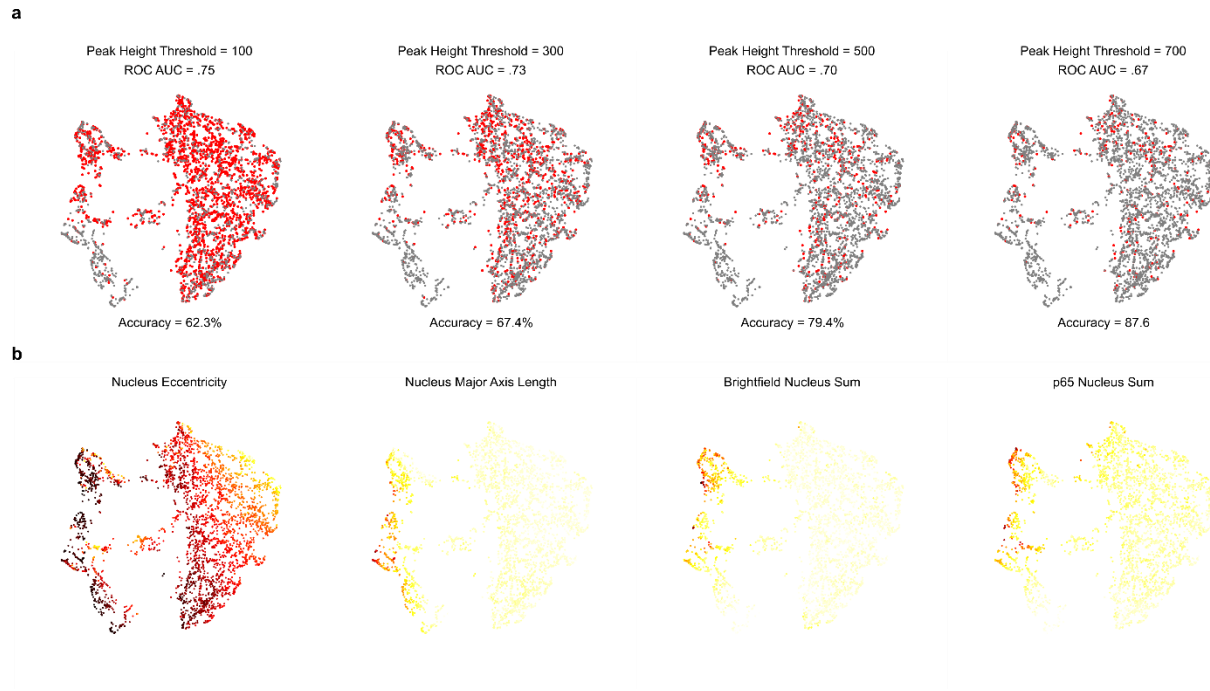 a
Peak Height Threshold = 100
ROC AUC = .75
Peak Height Threshold = 300
ROC AUC = .73
Peak Height Threshold = 500
ROC AUC = .70
Peak Height Threshold = 700
ROC AUC = .67
Accuracy = 62.3%
Accuracy = 67.4%
Accuracy = 79.4%
Accuracy = 87.6
b
Nucleus Eccentricity
Nucleus Major Axis Length
Brightfield Nucleus Sum
p65 Nucleus Sum